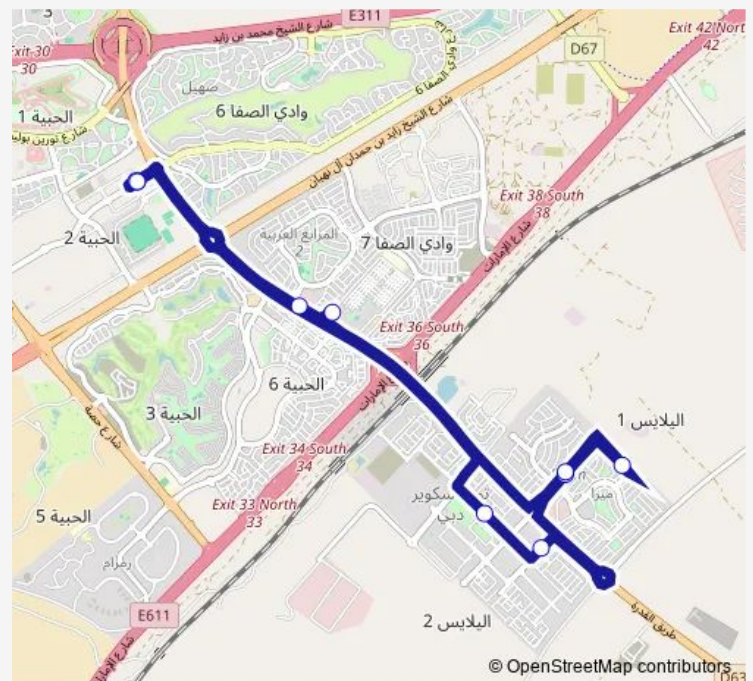 E311
شارع الشيخ محمد بن زايد
Exit 42 North
42
Exit 30
30
D67
صهيل
وادي الصفا 6
شارع وادي الصفا 6
الحبية 1
شارع الشيخ زايد بن حمدان آل نهيان
Exit 38 South
38
الحبية 2
المرابع العربية
2
وادي الصفا 7
شارع الإمارات
Exit 36 South
36
الحبية 6
الحبية 3
شارع حصة
اليلايس 1
Exit 34 South
34
Exit 33 North
33
دبي
ميرا
الحبية 5
رمرام
E611
اليلايس 2
طريق القدرة
شارع الإمارات
© OpenStreetMap contributors
D63